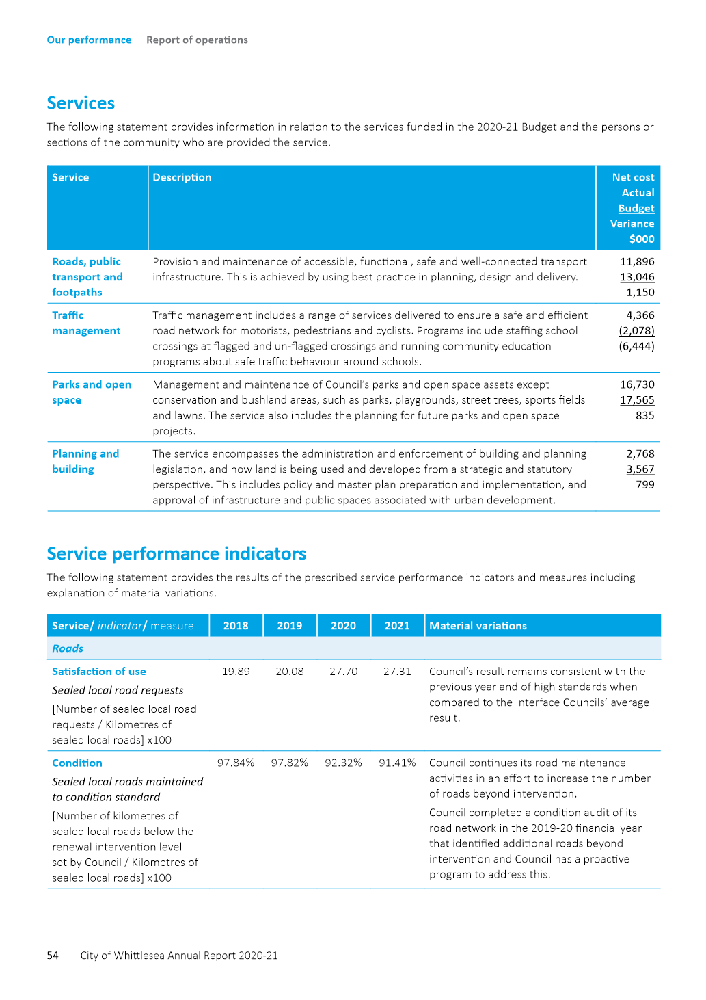 Our performance Report of operations
Services
The following statement provides information in relation to the services funded in the 2020-21 Budget and the persons or
sections of the community who are provided the service.
Service Description Net cost
Actual
Budget
Variance
$000
Roads, public Provision and maintenance of accessible, functional, safe and well-connected transport 11,896
transport and infrastructure. This is achieved by using best practice in planning, design and delivery. 13,046
footpaths 1,150
Traffic Traffic management includes a range of services delivered to ensure a safe and efficient 4,366
management road network for motorists, pedestrians and cyclists. Programs include staffing school (2,078)
crossings at flagged and un-flagged crossings and running community education (6,444)
programs about safe traffic behaviour around schools.
Parks and open Management and maintenance of Council's parks and open space assets except 16,730
space conservation and bushland areas, such as parks, playgrounds, street trees, sports fields 17,565
and lawns. The service also includes the planning for future parks and open space 835
projects.
Planning and The service encompasses the administration and enforcement of building and planning 2,768
building legislation, and how land is being used and developed from a strategic and statutory 3,567
perspective. This includes policy and master plan preparation and implementation, and 799
approval of infrastructure and public spaces associated with urban development.
Service performance indicators
The following statement provides the results of the prescribed service performance indicators and measures including
explanation of material variations.
Service/ indicator/ measure 2018 2019 2020 2021 Material variations
Roads
Satisfaction of use 19.89 20.08 27.70 27.31 Council's result remains consistent with the
Sealed local road requests previous year and of high standards when
[Number of sealed local road compared to the Interface Councils' average
requests / Kilometres of result.
sealed local roads] x100
Condition 97.84% 97.82% 92.32% 91.41% Council continues its road maintenance
Sealed local roads maintained activities in an effort to increase the number
to condition standard of roads beyond intervention.
[Number of kilometres of Council completed a condition audit of its
sealed local roads below the road network in the 2019-20 financial year
renewal intervention level that identified additional roads beyond
set by Council / Kilometres of intervention and Council has a proactive
sealed local roads] x100 program to address this.
54 City of Whittlesea Annual Report 2020-21